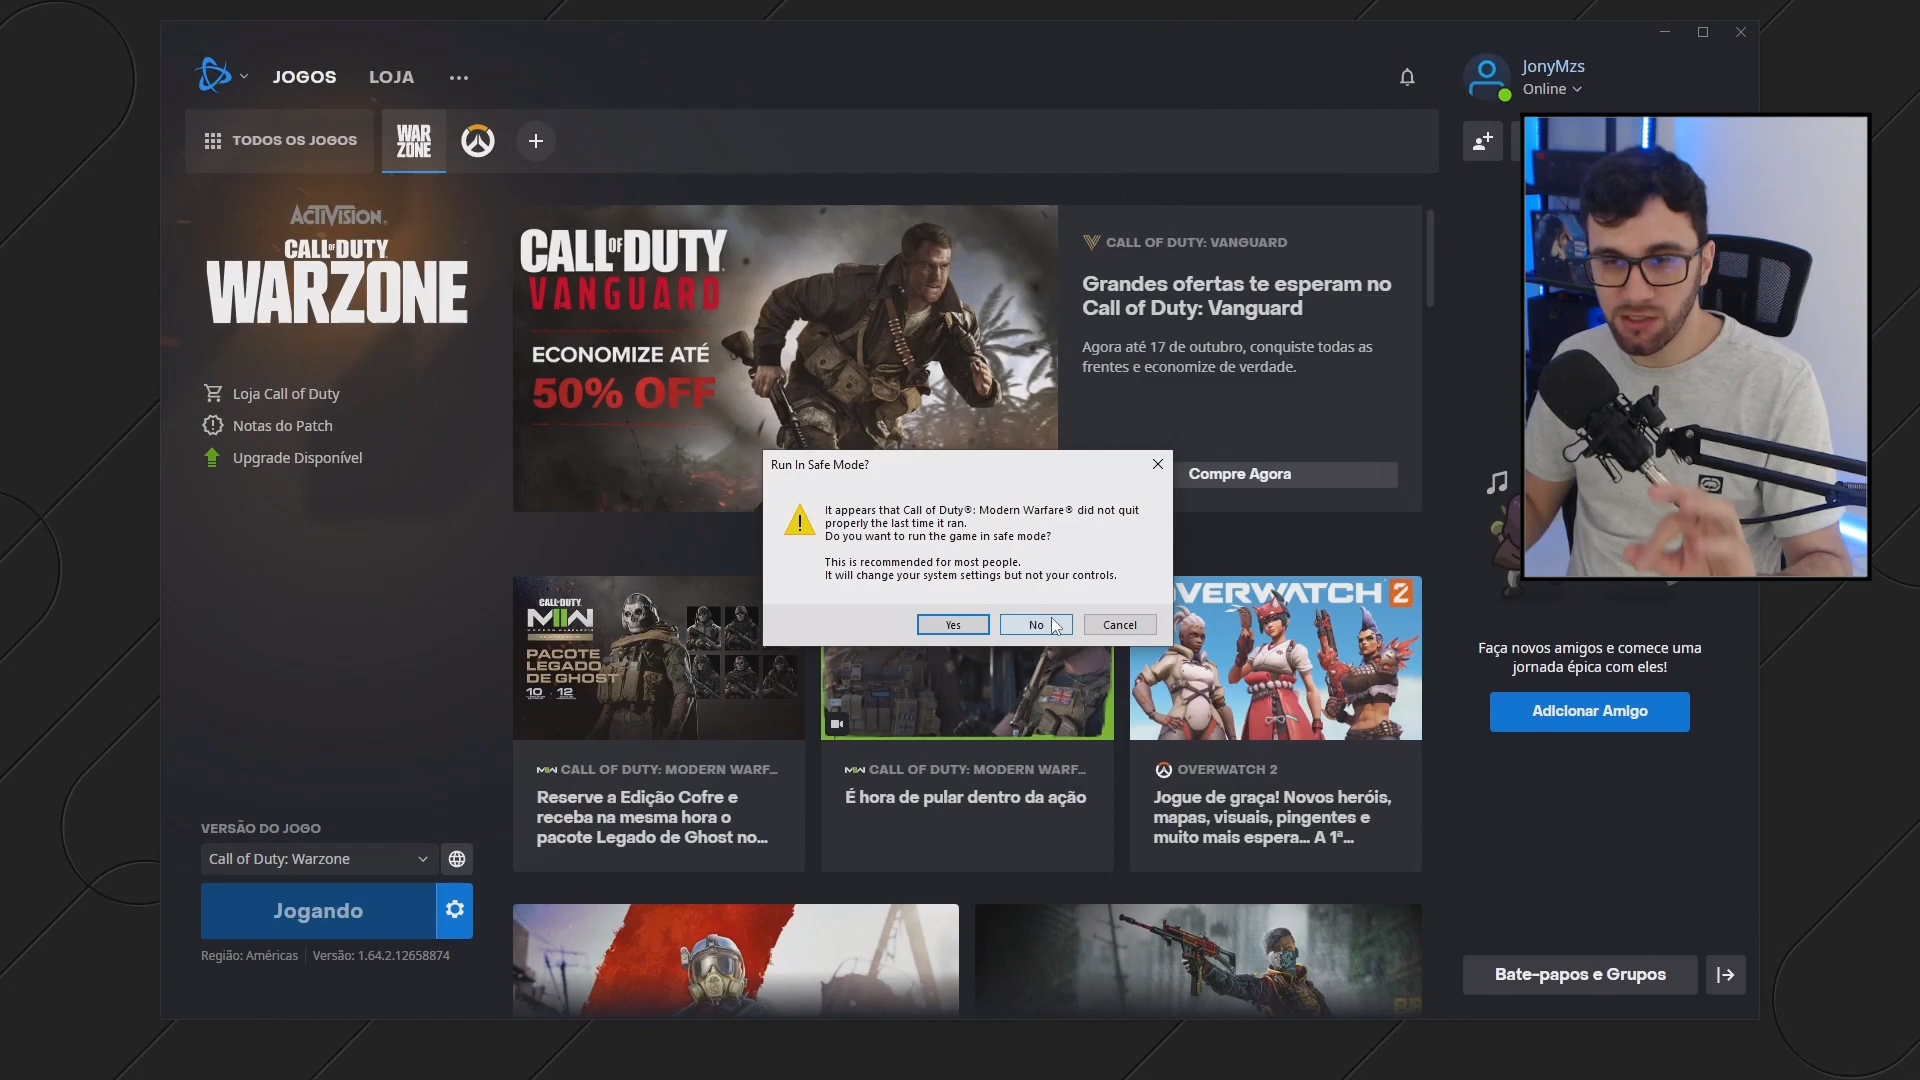 JOGOS
LOJA
JonyMzs
Online
TODOS OS JOGOS
WAR
ZONE
ACTIVISION
CALL OF DUTY
WARZONE
Loja Call of Duty
Notas do Patch
Upgrade Disponível
CALL OF DUTY
VANGUARD
ECONOMIZE ATÉ
50% OFF
CALL OF DUTY: VANGUARD
Grandes ofertas te esperam no
Call of Duty: Vanguard
Agora até 17 de outubro, conquiste todas as
frentes e economize de verdade.
Compre Agora
Run In Safe Mode?
It appears that Call of Duty®: Modern Warfare® did not quit
properly the last time it ran.
Do you want to run the game in safe mode?
This is recommended for most people.
It will change your system settings but not your controls.
Yes
No
Cancel
CALL OF DUTY
MWII
PACOTE
LEGADO
DE GHOST
10 . 12
VERWATCH 2
CALL OF DUTY: MODERN WARF...
Reserve a Edição Cofre e
receba na mesma hora o
pacote Legado de Ghost no...
CALL OF DUTY: MODERN WARF...
É hora de pular dentro da ação
OVERWATCH 2
Jogue de graça! Novos heróis,
mapas, visuais, pingentes e
muito mais espera... A 1ª...
Faça novos amigos e comece uma
jornada épica com eles!
Adicionar Amigo
VERSÃO DO JOGO
Call of Duty: Warzone
Jogando
Região: Américas
Versão: 1.64.2.12658874
Bate-papos e Grupos